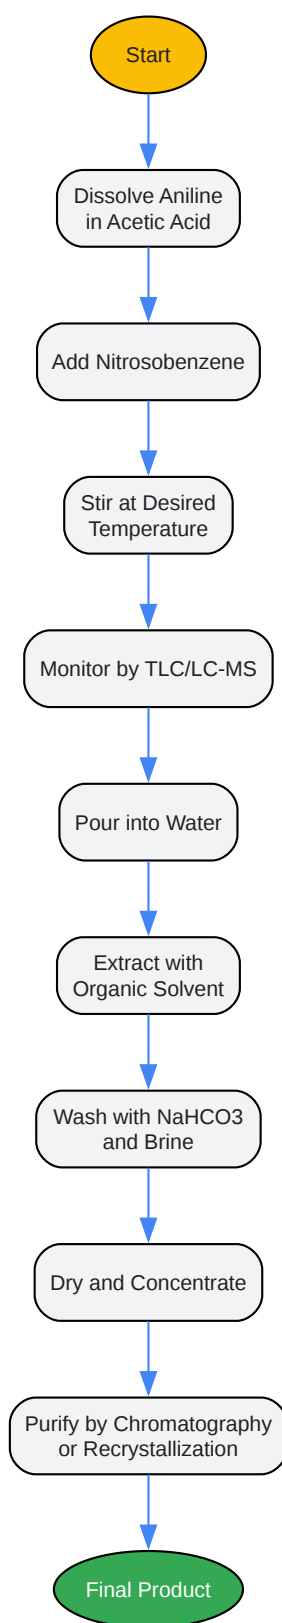 Start
Dissolve Aniline
in Acetic Acid
Add Nitrosobenzene
Stir at Desired
Temperature
Monitor by TLC/LC-MS
Pour into Water
Extract with
Organic Solvent
Wash with NaHCO3
and Brine
Dry and Concentrate
Purify by Chromatography
or Recrystallization
Final Product